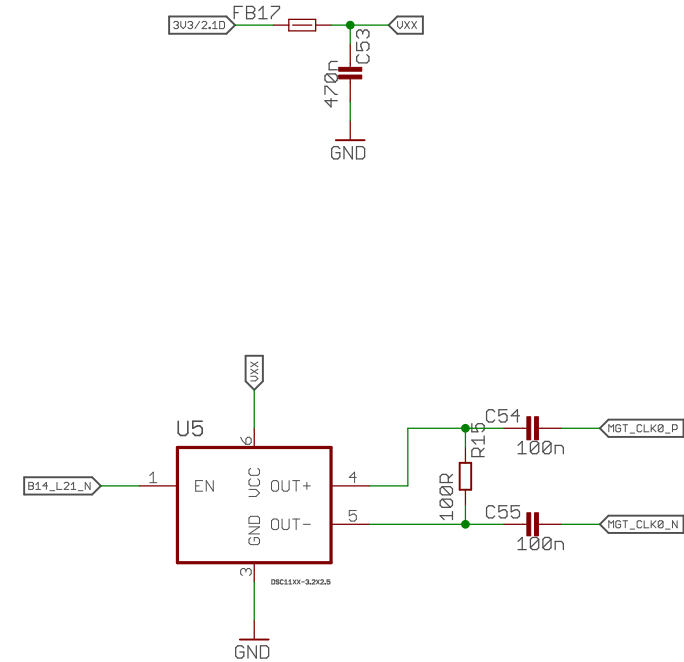 FB17
3V3/2.1D
VXX
C53
470n
GND
VXX
U5
6
1
4
B14_L21_N
EN
VCC
OUT+
GND
OUT-
5
3
DSC11XX-3.2X2.5
GND
C54
100n
MGT_CLK0_P
R15
100R
C55
100n
MGT_CLK0_N